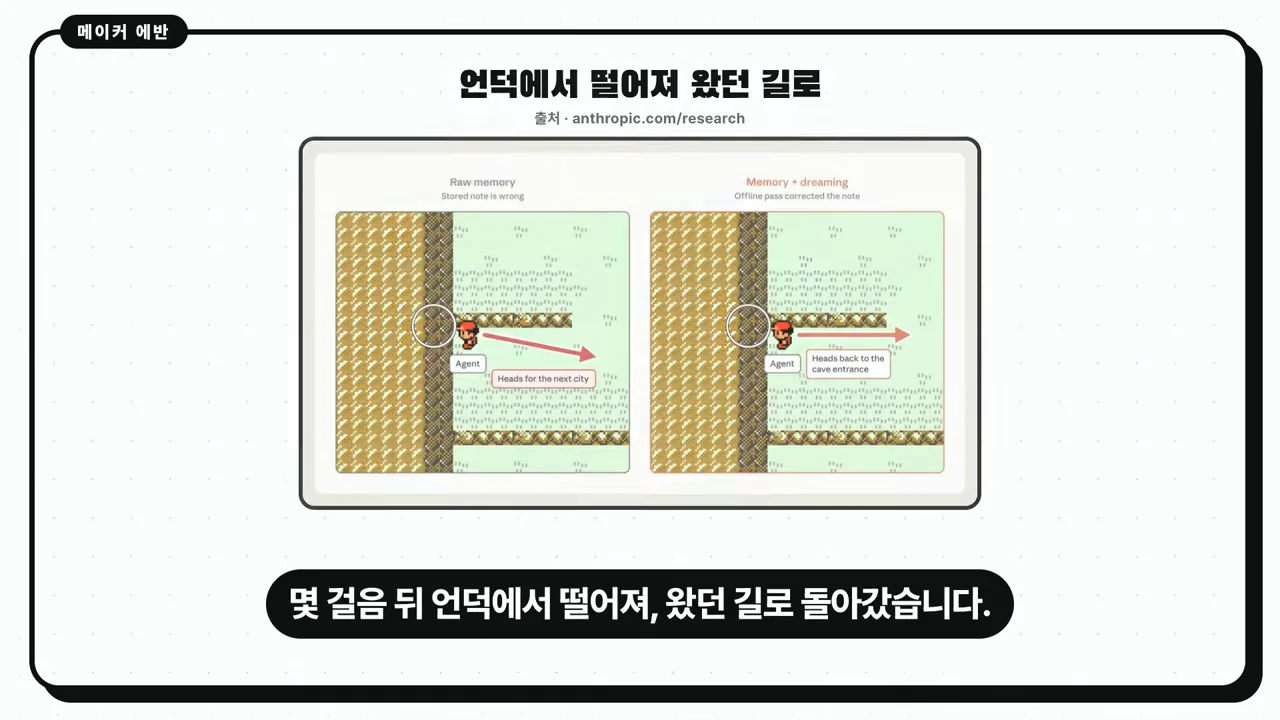 메이커 에반
언덕에서 떨어져 왔던 길로
출처 · anthropic.com/research
Raw memory
Stored note is wrong
Memory + dreaming
Offline pass corrected the note
Agent
Heads for the next city
Agent
Heads back to the
cave entrance
몇 걸음 뒤 언덕에서 떨어져, 왔던 길로 돌아갔습니다.